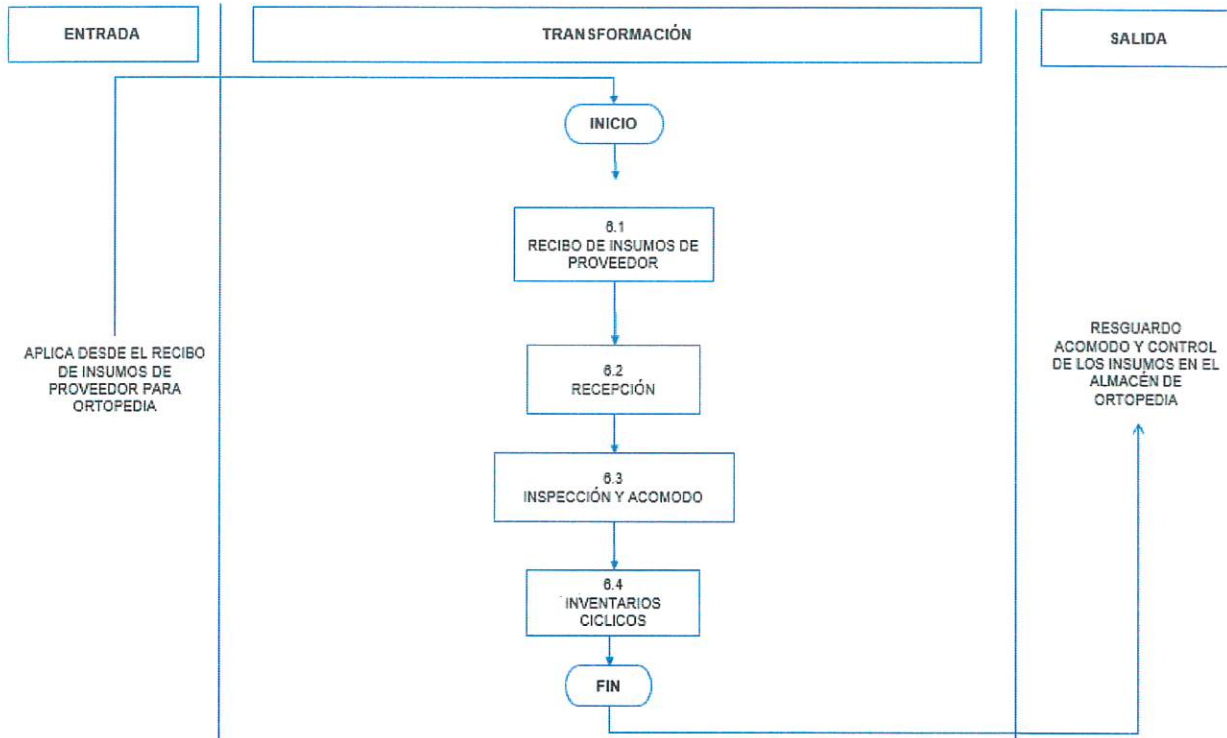 ENTRADA
TRANSFORMACIÓN
SALIDA
INICIO
6.1
RECIBO DE INSUMOS DE
PROVEEDOR
APLICA DESDE EL RECIBO
DE INSUMOS DE
PROVEEDOR PARA
ORTOPEDIA
6.2
RECEPCIÓN
6.3
INSPECCIÓN Y ACOMODO
6.4
INVENTARIOS
CICLICOS
FIN
RESGUARDO
ACOMODO Y CONTROL
DE LOS INSUMOS EN EL
ALMACÉN DE
ORTOPEDIA